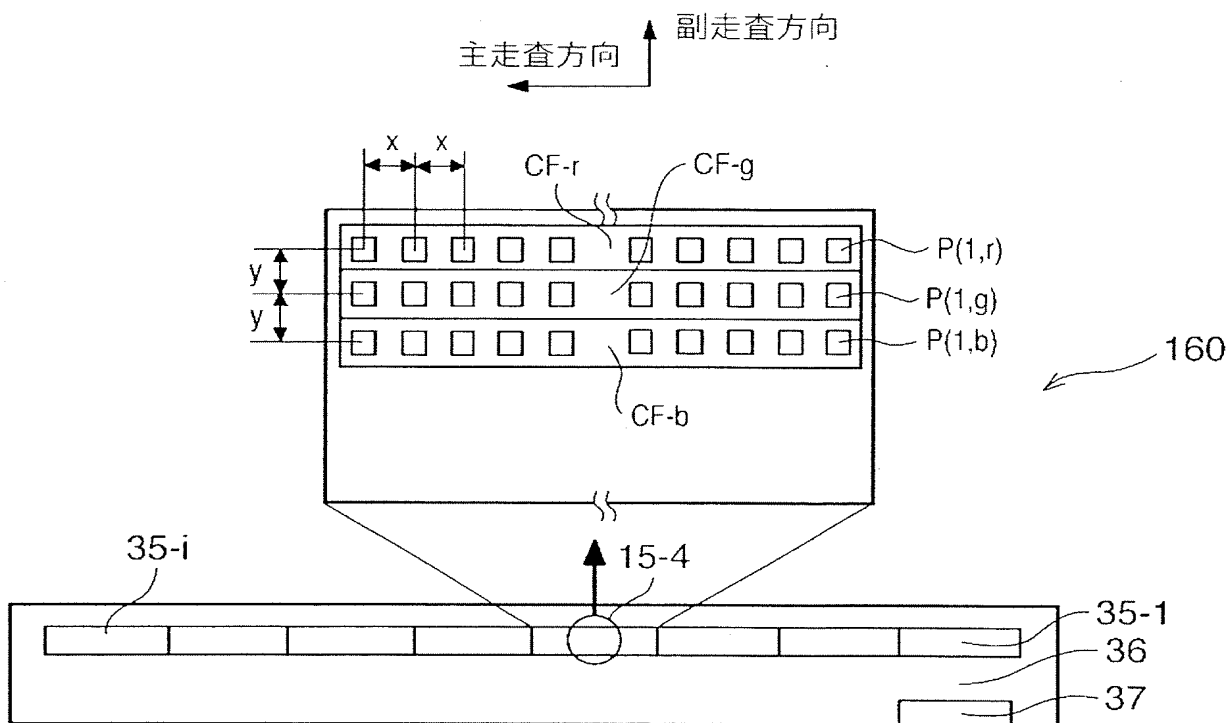 副走査方向
主走査方向
x x
CF-r
CF-g
P(1,r)
y
P(1,g)
y
P(1,b)
160
CF-b
35-i
15-4
35-1
36
37